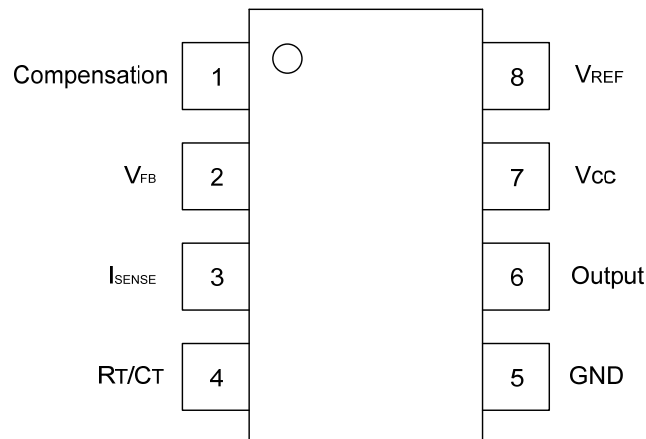 Compensation 1 8 VREF
VFB 2 7 Vcc
ISENSE 3 6 Output
RT/CT 4 5 GND